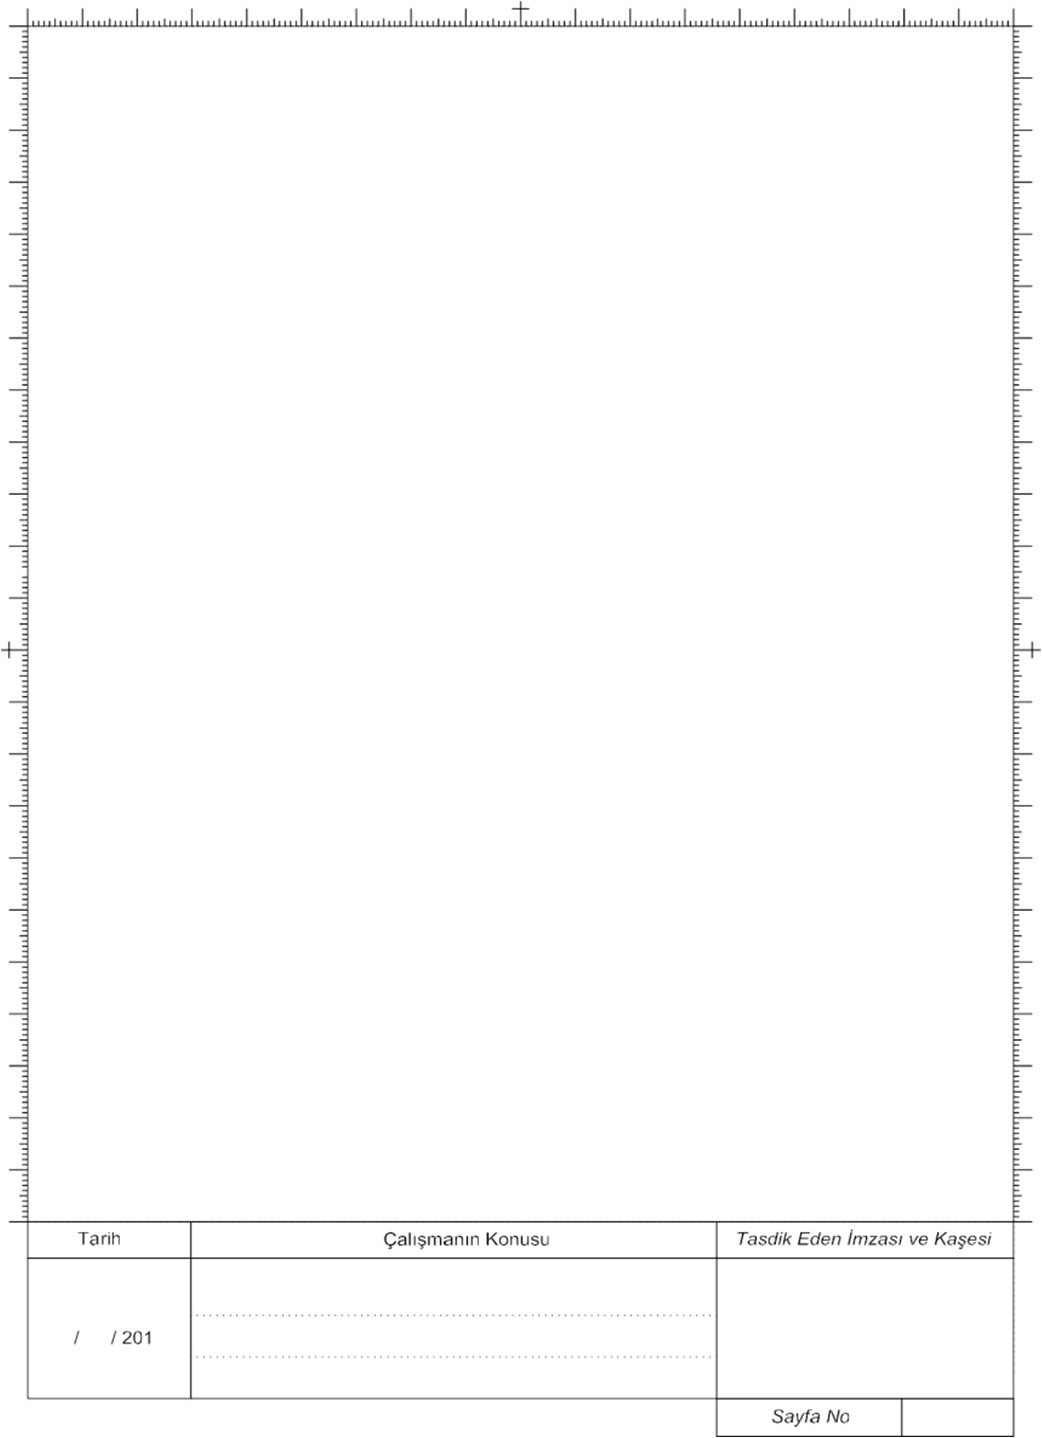 Tarih
Çalışmanın Konusu
Tasdik Eden İmzası ve Kaşesi
/ / 201
Sayfa No